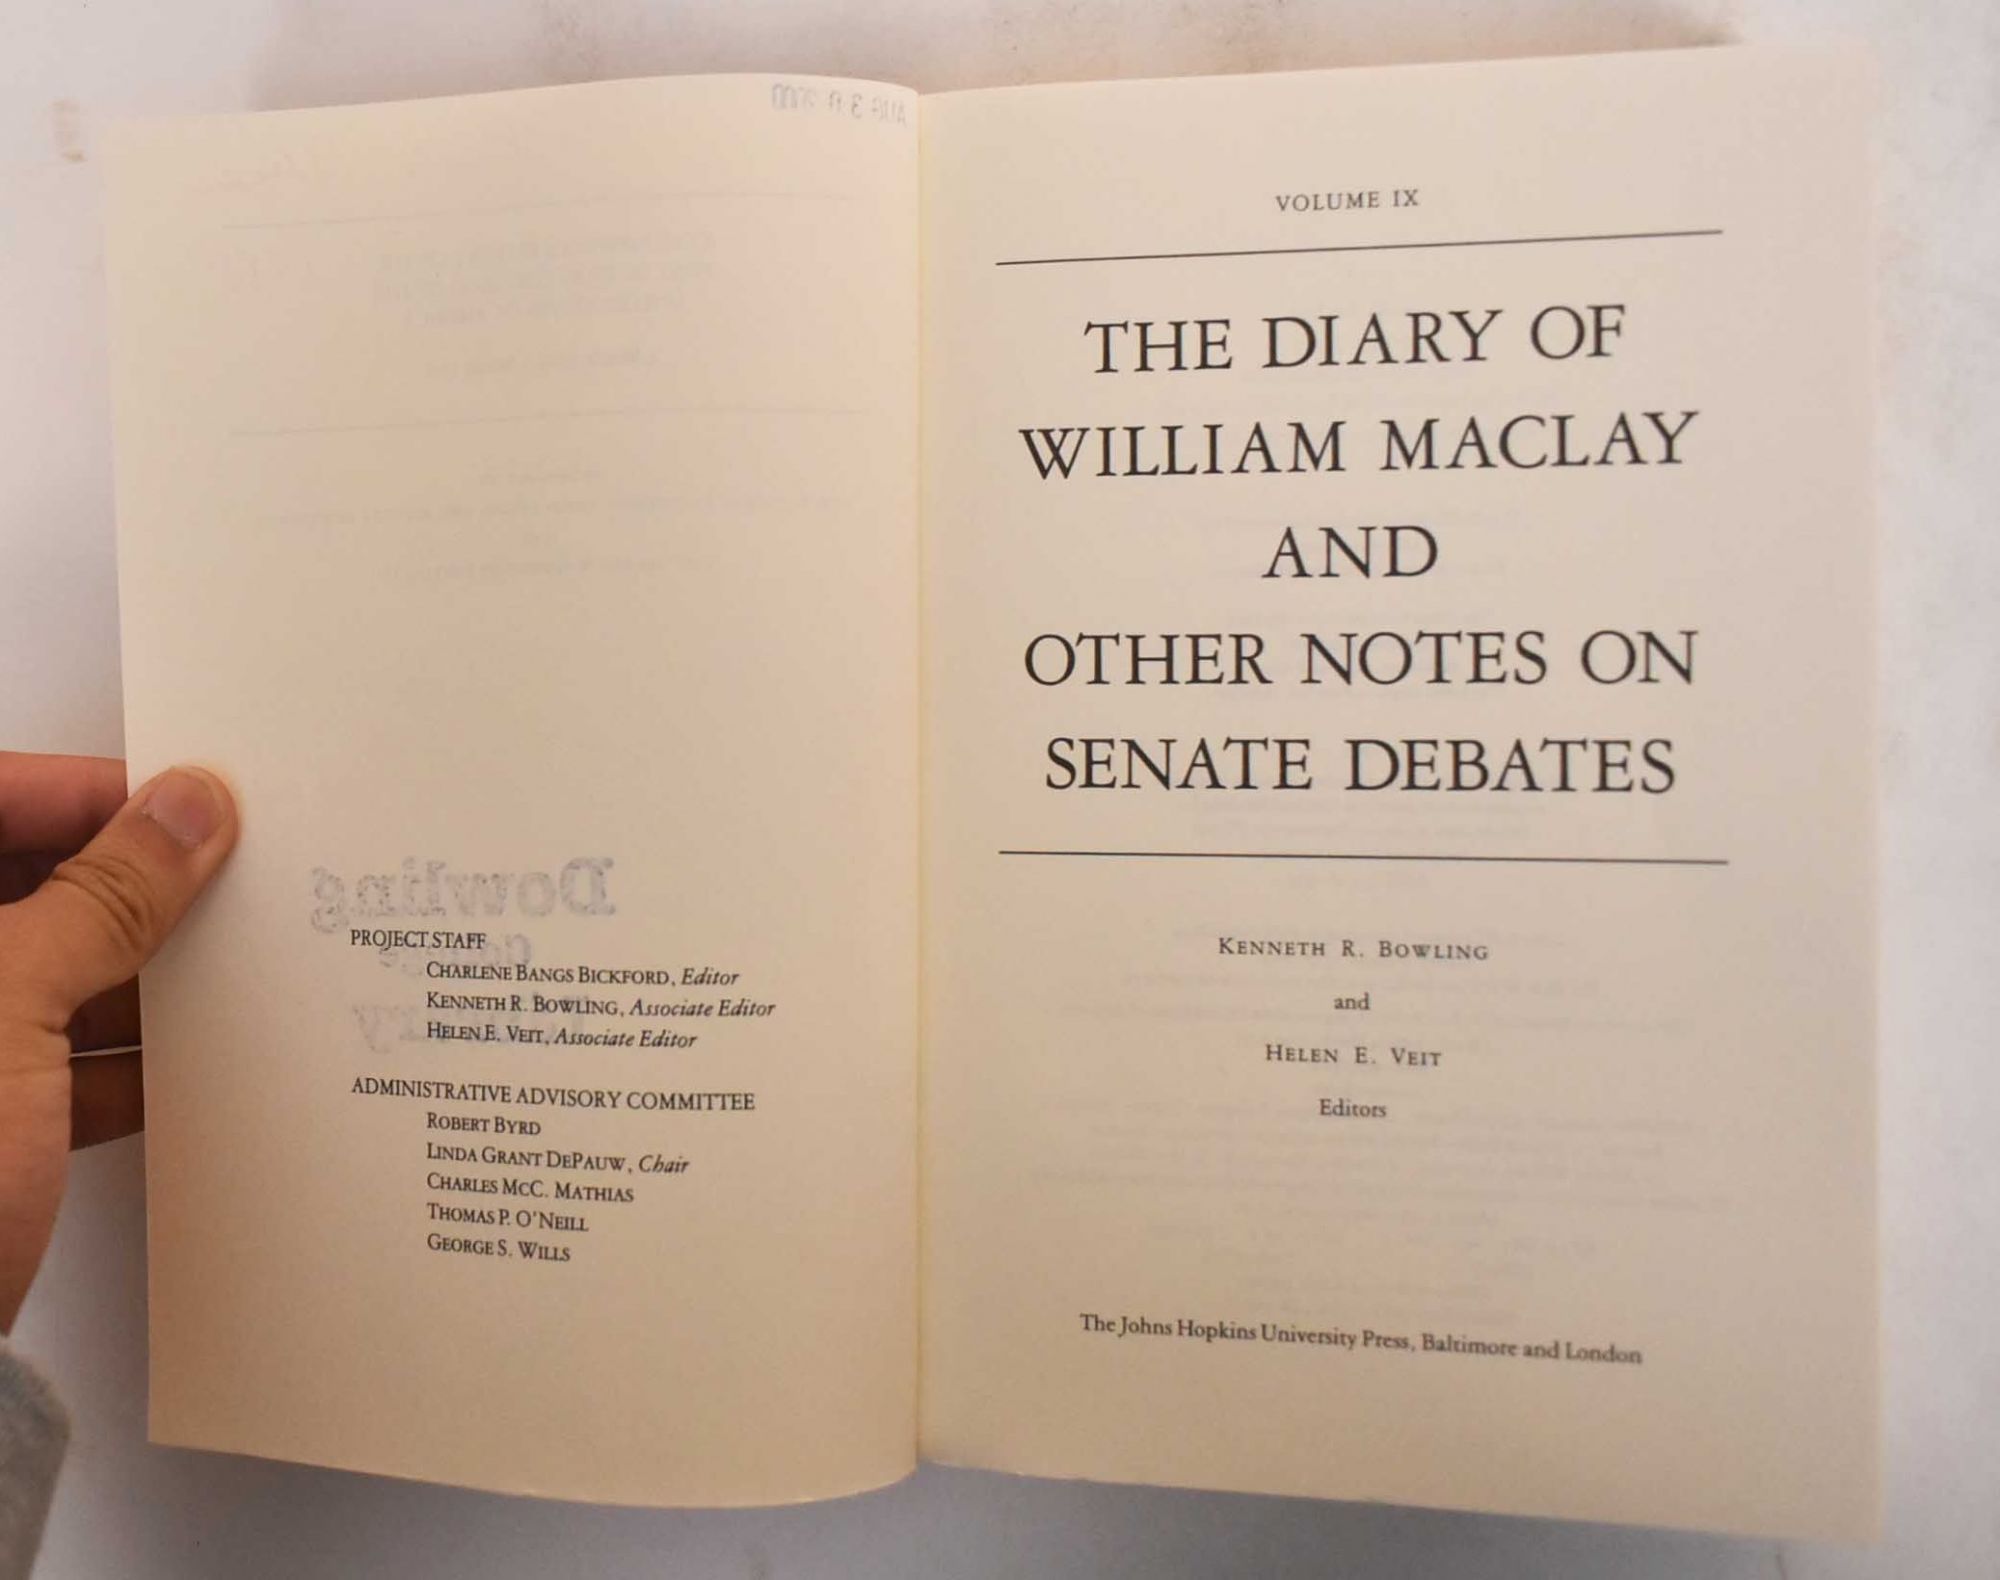 PROJECT STAFF
CHARLENE BANGS BICKFORD, Editor
KENNETH R. BOWLING, Associate Editor
HELEN E. VEIT, Associate Editor
ADMINISTRATIVE ADVISORY COMMITTEE
ROBERT BYRD
LINDA GRANT DEPAUW, Chair
CHARLES MCC. MATHIAS
THOMAS P. O'NEILL
GEORGE S. WILLS
Dowling
VOLUME IX
THE DIARY OF
WILLIAM MACLAY
AND
OTHER NOTES ON
SENATE DEBATES
KENNETH R. BOWLING
and
HELEN E. VEIT
Editors
The Johns Hopkins University Press, Baltimore and London